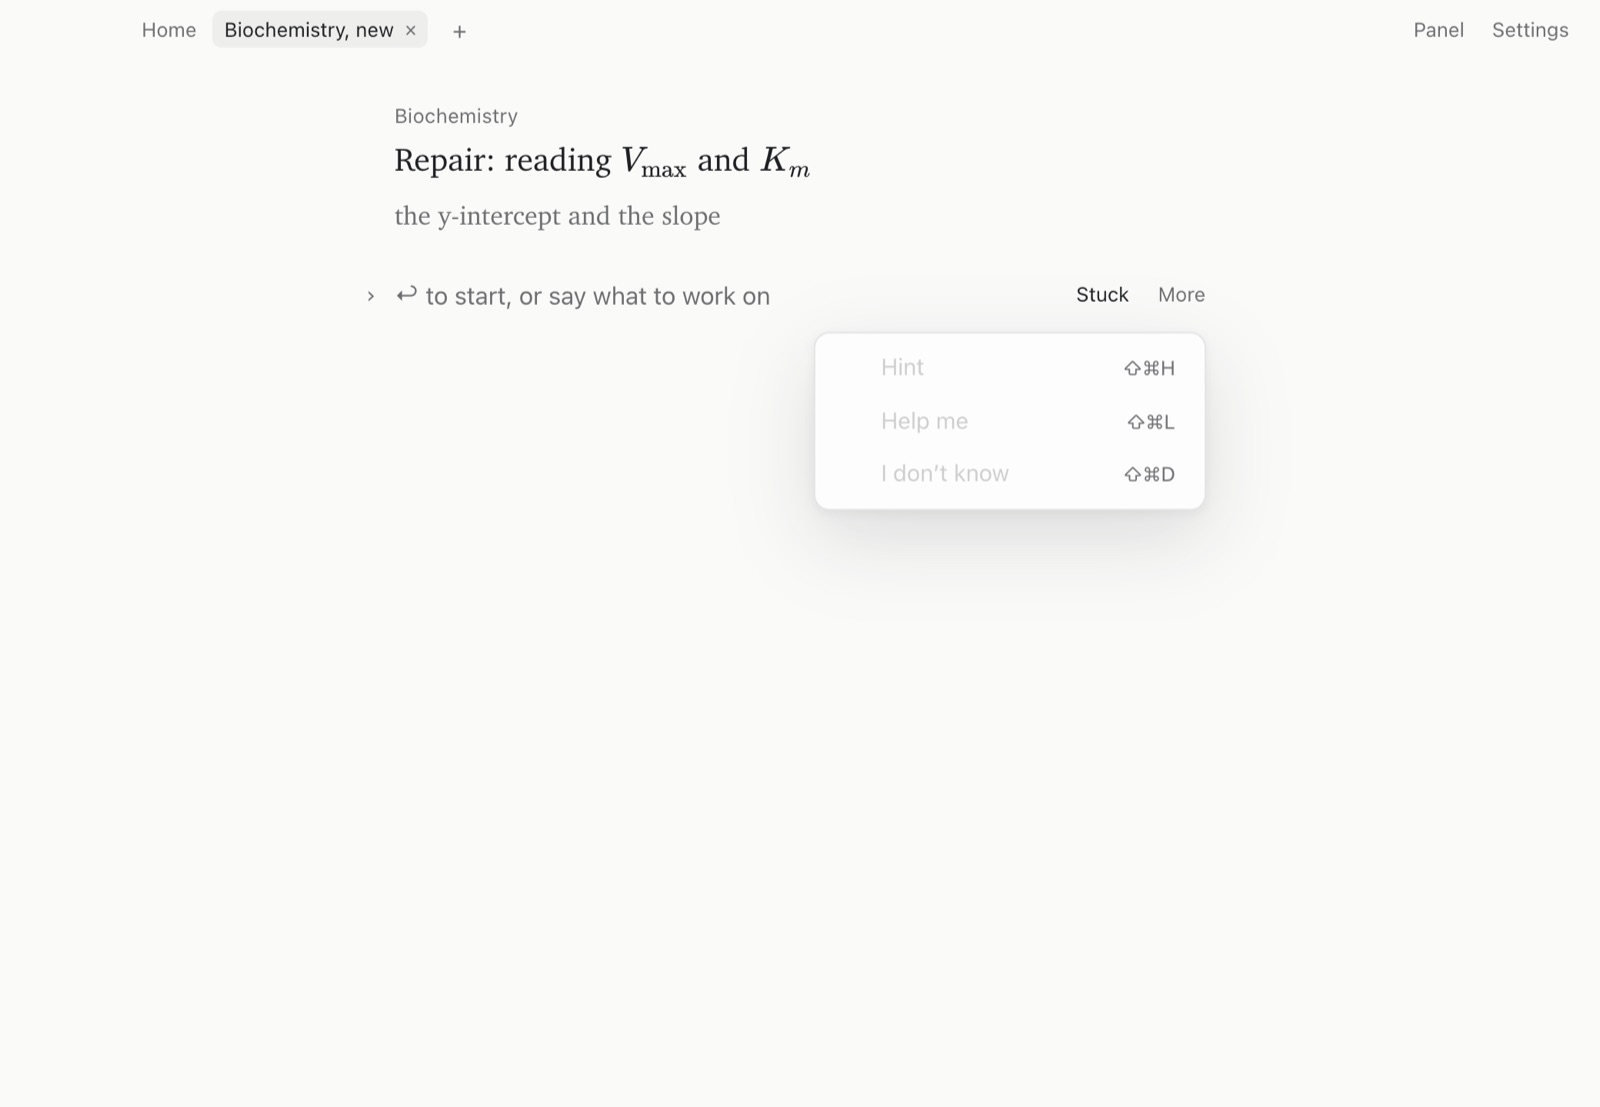 Home Biochemistry, new × + Panel Settings
Biochemistry
Repair: reading Vmax and Km
the y-intercept and the slope
› ↩ to start, or say what to work on Stuck More
Hint ⇧⌘H
Help me ⇧⌘L
I don’t know ⇧⌘D